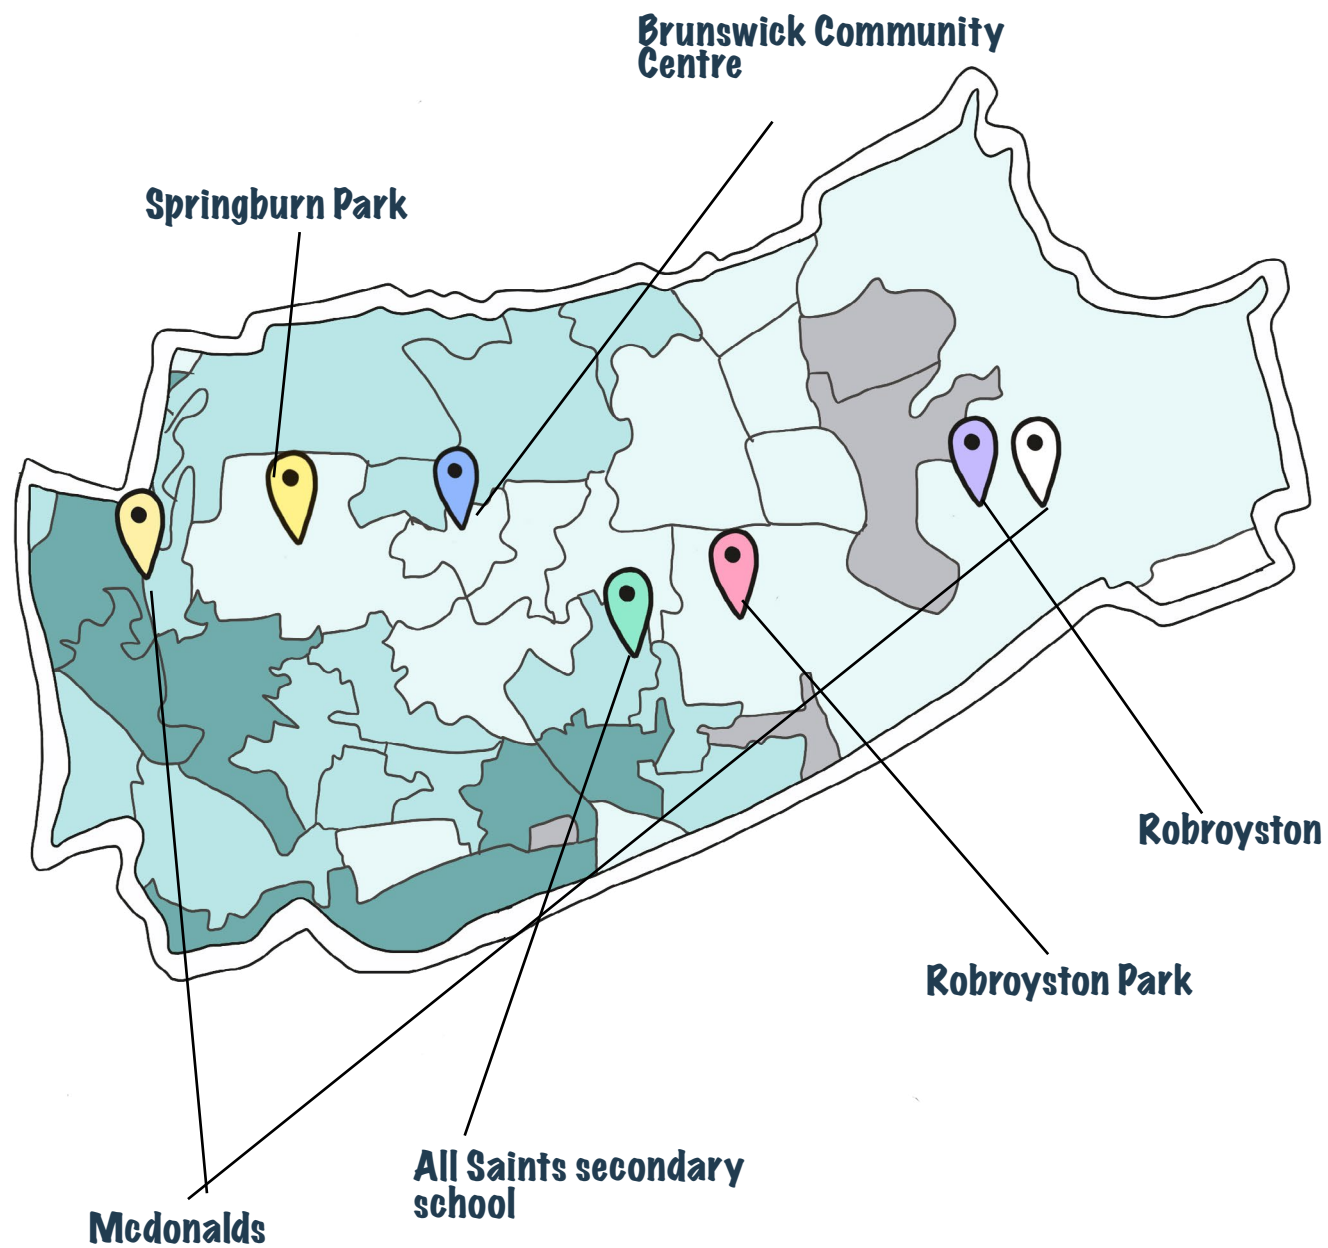 Brunswick Community
Centre
Springburn Park
Robroyston
Robroyston Park
All Saints secondary
school
Mcdonalds